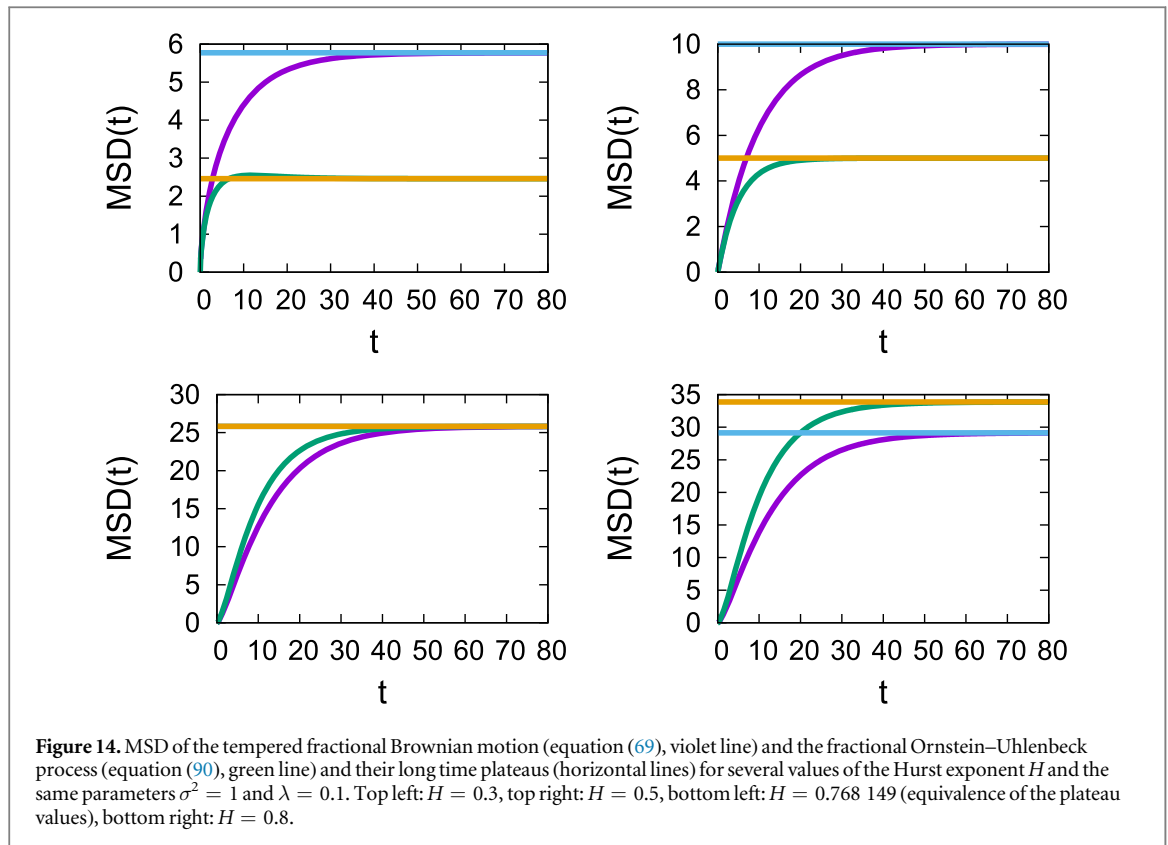 6
5
4
3
2
1
0
MSD(t)
0 10 20 30 40 50 60 70 80
t
10
8
6
4
2
0
MSD(t)
0 10 20 30 40 50 60 70 80
t
30
25
20
15
10
5
0
MSD(t)
0 10 20 30 40 50 60 70 80
t
35
30
25
20
15
10
5
0
MSD(t)
0 10 20 30 40 50 60 70 80
t
Figure 14. MSD of the tempered fractional Brownian motion (equation (69), violet line) and the fractional Ornstein–Uhlenbeck
process (equation (90), green line) and their long time plateaus (horizontal lines) for several values of the Hurst exponent H and the
same parameters σ² = 1 and λ = 0.1. Top left: H = 0.3, top right: H = 0.5, bottom left: H = 0.768 149 (equivalence of the plateau
values), bottom right: H = 0.8.